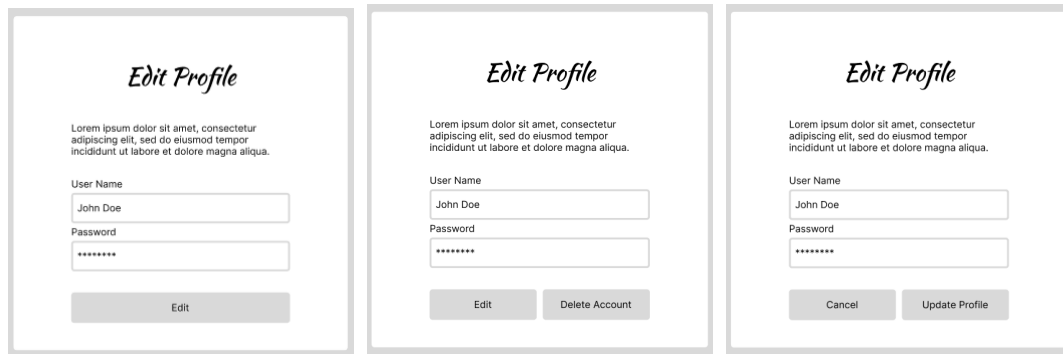 Edit Profile
Lorem ipsum dolor sit amet, consectetur
adipiscing elit, sed do eiusmod tempor
incididunt ut labore et dolore magna aliqua.
User Name
John Doe
Password
********
Edit
Edit Profile
Lorem ipsum dolor sit amet, consectetur
adipiscing elit, sed do eiusmod tempor
incididunt ut labore et dolore magna aliqua.
User Name
John Doe
Password
********
Edit
Delete Account
Edit Profile
Lorem ipsum dolor sit amet, consectetur
adipiscing elit, sed do eiusmod tempor
incididunt ut labore et dolore magna aliqua.
User Name
John Doe
Password
********
Cancel
Update Profile